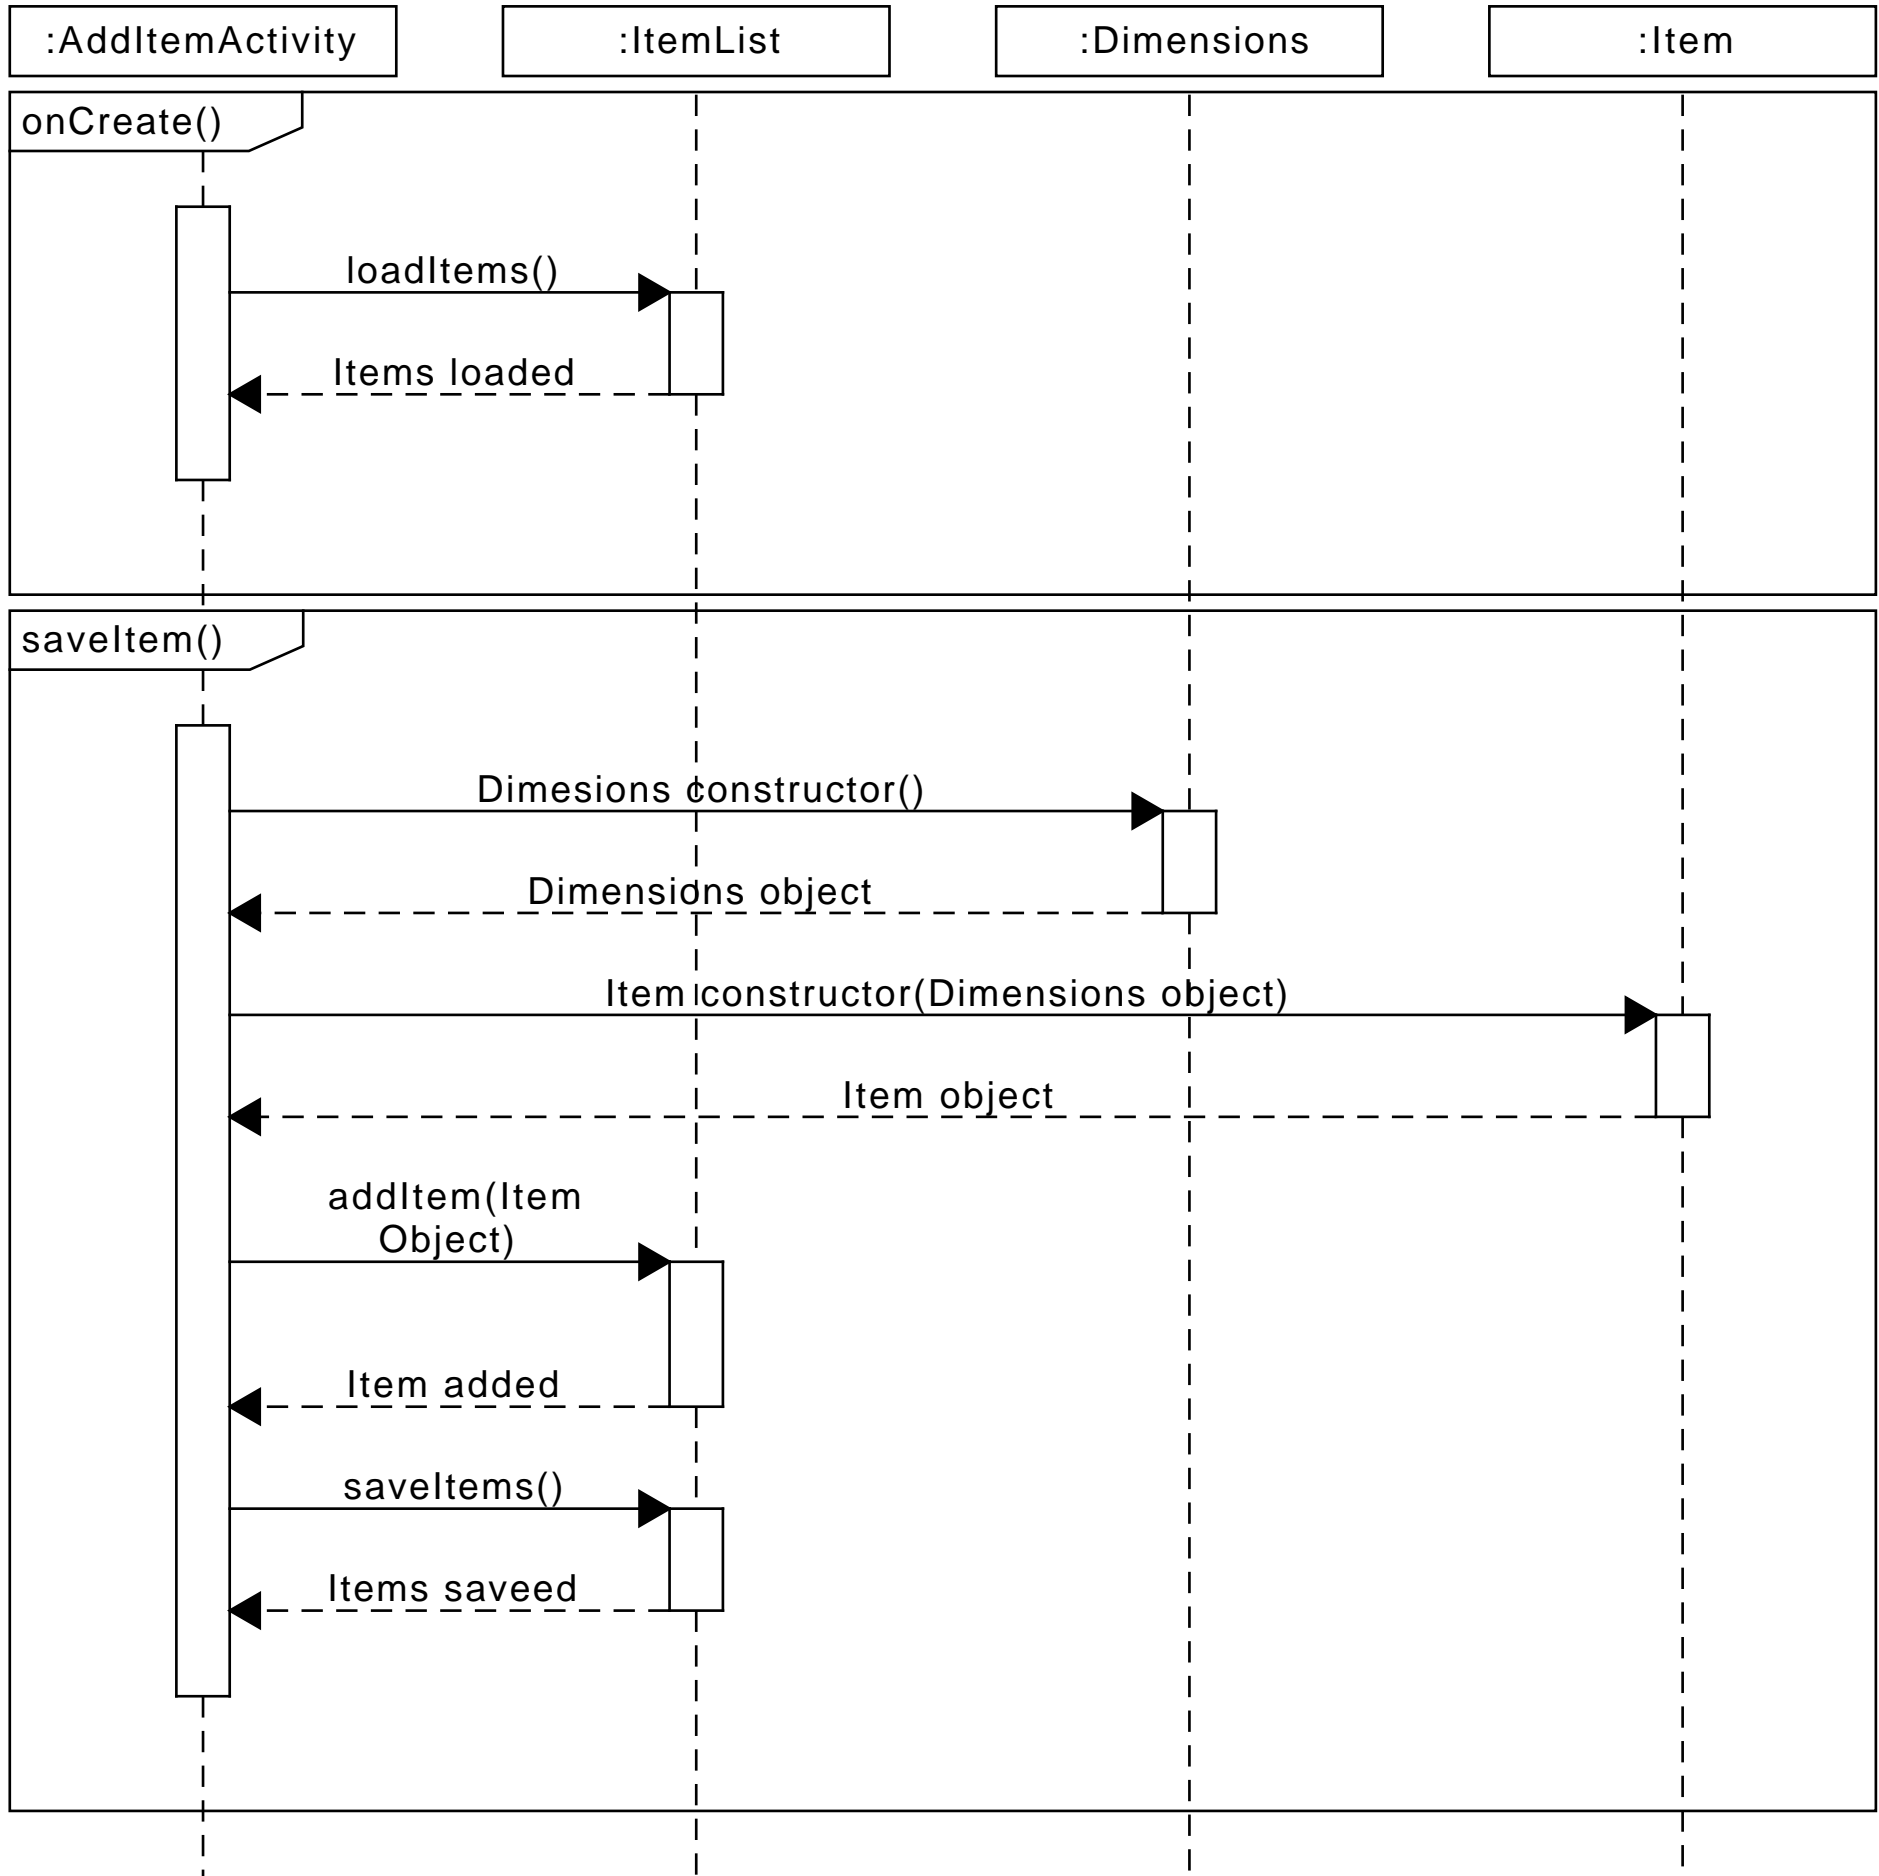 :AddItemActivity
:ItemList
:Dimensions
:Item
onCreate()
loadItems()
Items loaded
saveItem()
Dimesions constructor()
Dimensions object
Item constructor(Dimensions object)
Item object
addItem(Item
Object)
Item added
saveItems()
Items saveed